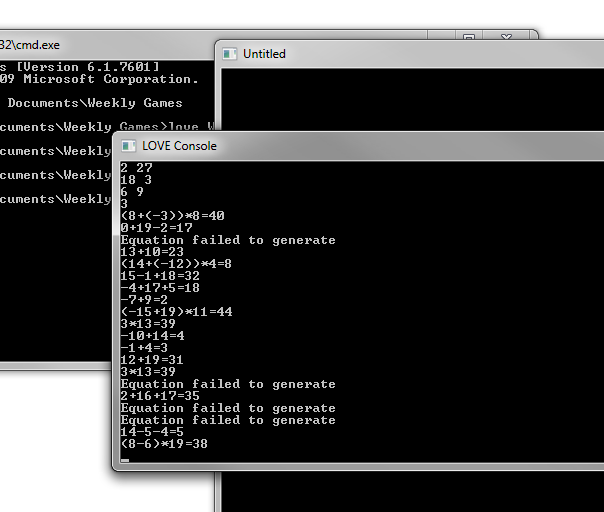 32\cmd.exe
s [Version 6.1.7601]
09 Microsoft Corporation.
Documents\Weekly Games
cuments\Weekly Games>love W
cuments\Weekly
cuments\Weekly
cuments\Weekly
Untitled
LOVE Console
2 27
18 3
6 9
3
(8+(-3))*8=40
0+19-2=17
Equation failed to generate
13+10=23
(14+(-12))*4=8
15-1+18=32
-4+17+5=18
-7+9=2
(-15+19)*11=44
3*13=39
-10+14=4
-1+4=3
12+19=31
3*13=39
Equation failed to generate
2+16+17=35
Equation failed to generate
Equation failed to generate
14-5-4=5
(8-6)*19=38